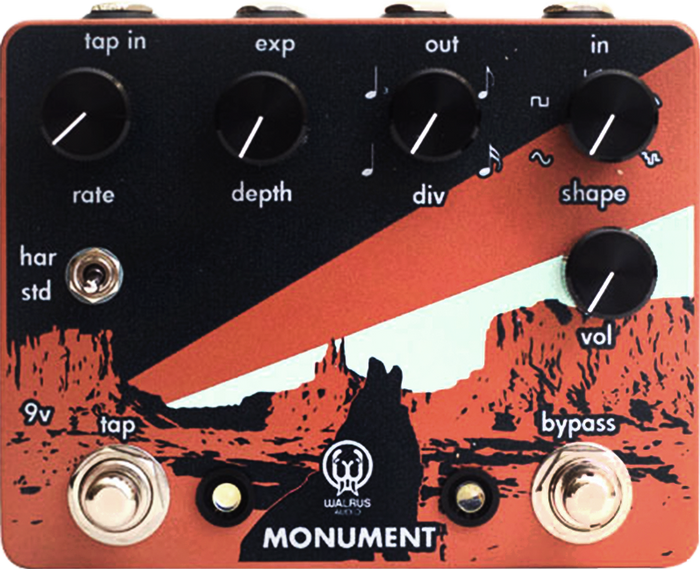 tap in
exp
out
in
rate
depth
div
shape
har
std
vol
9v
tap
bypass
WALRUS
AUDIO
MONUMENT